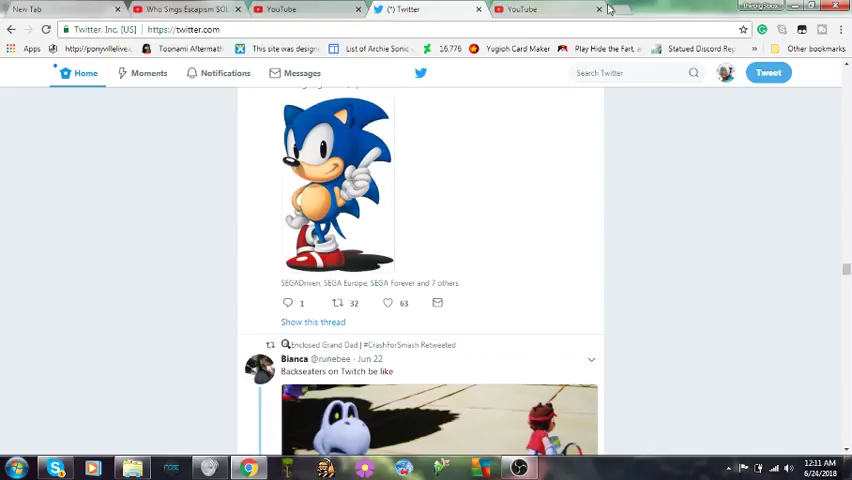 New Tab
Who Sings Escapism SO!
YouTube
(*) Twitter
YouTube
Twitter, Inc. [US] | https://twitter.com
Apps
http://ponyvillelive.
Toonami Aftermath
This site was design
List of Archie Sonic
16,776
Yugioh Card Maker
Play Hide the Fart, a
Statued Discord Rep
Other bookmarks
Home
Moments
Notifications
Messages
Search Twitter
Tweet
SEGADriven, SEGA Europe, SEGA Forever and 7 others
1
32
63
Show this thread
Enclosed Grand Dad | #CrashForSmash Retweeted
Bianca @runebee · Jun 22
Backseaters on Twitch be like
12:11 AM
6/24/2018